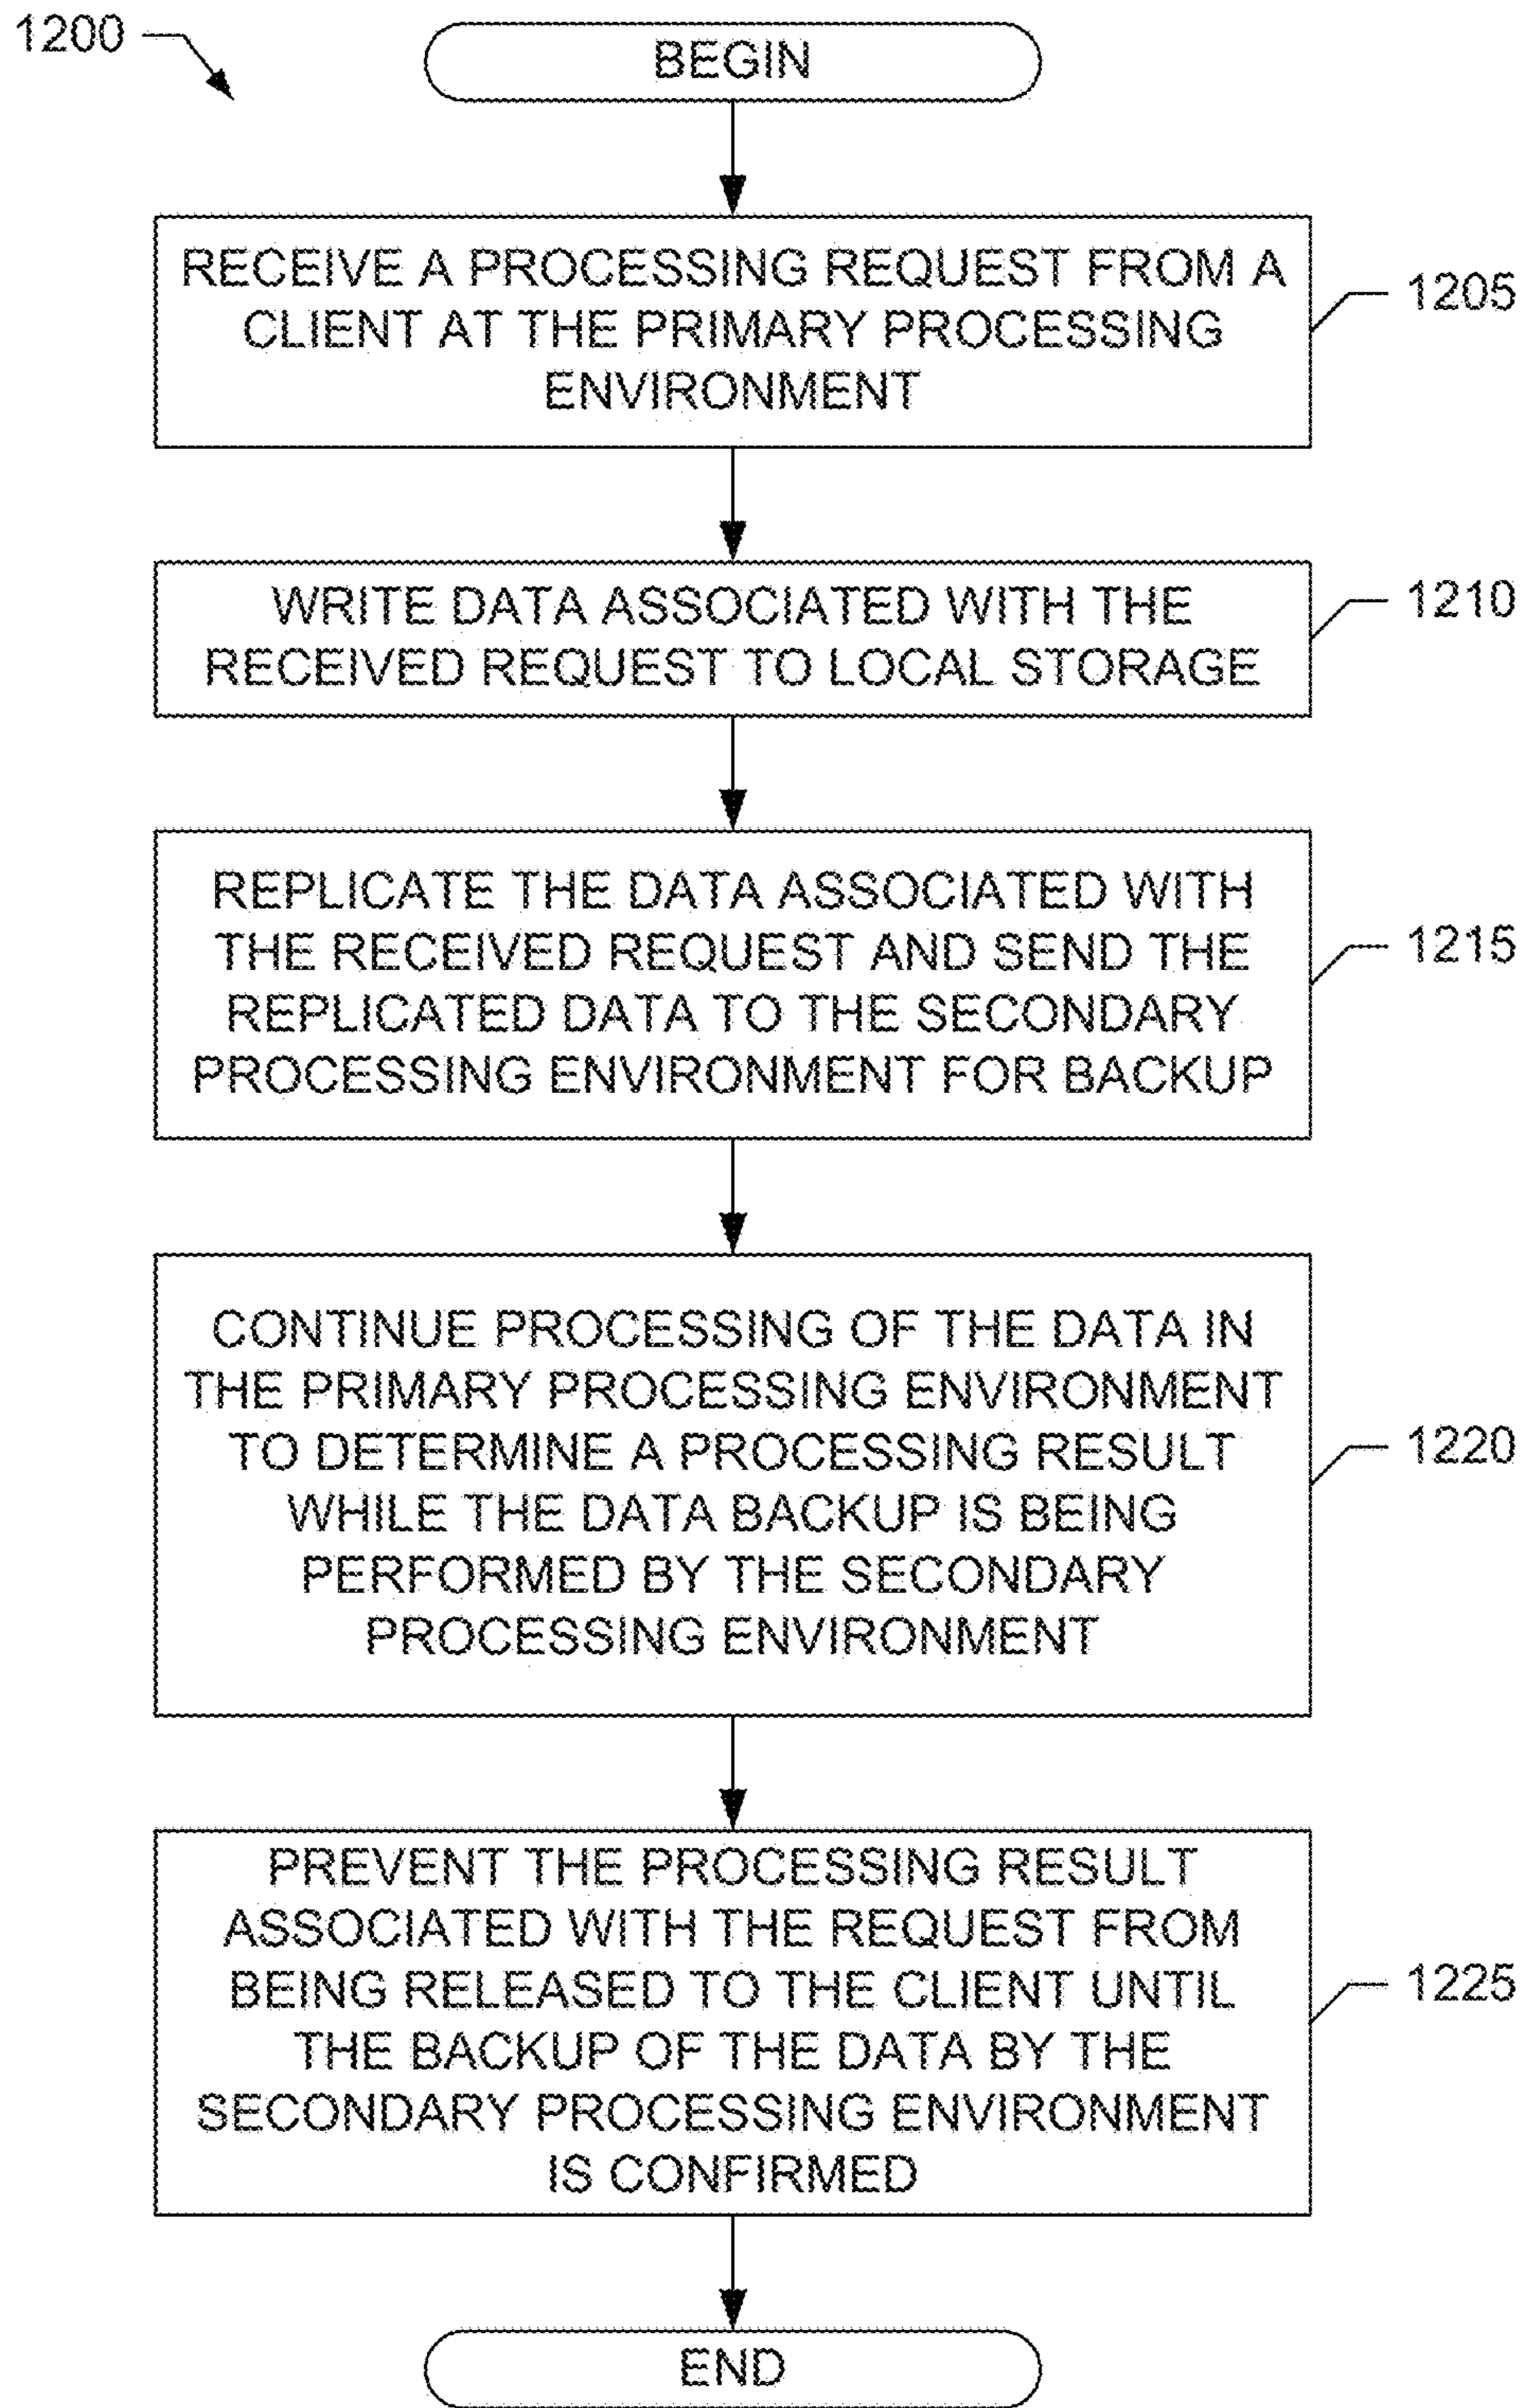 1200
BEGIN
RECEIVE A PROCESSING REQUEST FROM A
CLIENT AT THE PRIMARY PROCESSING
ENVIRONMENT
1205
WRITE DATA ASSOCIATED WITH THE
RECEIVED REQUEST TO LOCAL STORAGE
1210
REPLICATE THE DATA ASSOCIATED WITH
THE RECEIVED REQUEST AND SEND THE
REPLICATED DATA TO THE SECONDARY
PROCESSING ENVIRONMENT FOR BACKUP
1215
CONTINUE PROCESSING OF THE DATA IN
THE PRIMARY PROCESSING ENVIRONMENT
TO DETERMINE A PROCESSING RESULT
WHILE THE DATA BACKUP IS BEING
PERFORMED BY THE SECONDARY
PROCESSING ENVIRONMENT
1220
PREVENT THE PROCESSING RESULT
ASSOCIATED WITH THE REQUEST FROM
BEING RELEASED TO THE CLIENT UNTIL
THE BACKUP OF THE DATA BY THE
SECONDARY PROCESSING ENVIRONMENT
IS CONFIRMED
1225
END